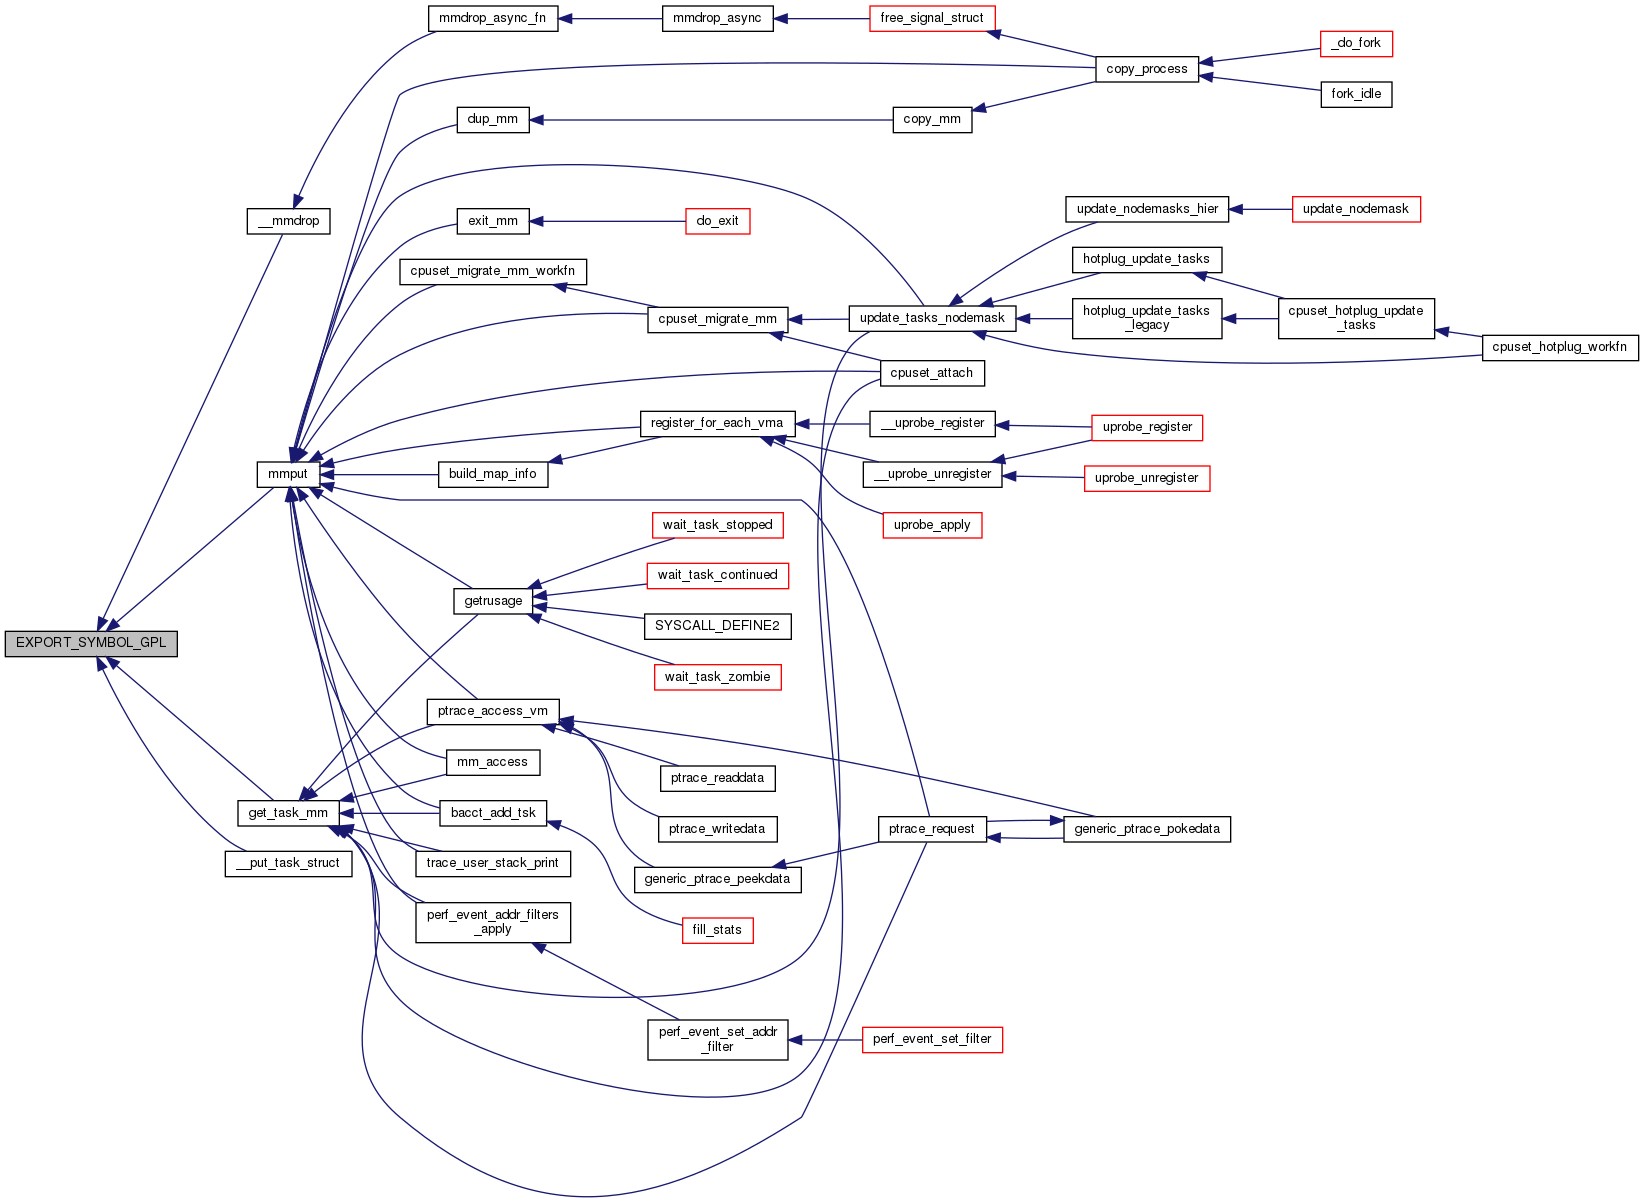 mmdrop_async_fn
mmdrop_async
free_signal_struct
_do_fork
copy_process
fork_idle
dup_mm
copy_mm
__mmdrop
exit_mm
do_exit
update_nodemasks_hier
update_nodemask
cpuset_migrate_mm_workfn
hotplug_update_tasks
cpuset_migrate_mm
update_tasks_nodemask
hotplug_update_tasks
_legacy
cpuset_hotplug_update
_tasks
cpuset_hotplug_workfn
cpuset_attach
register_for_each_vma
__uprobe_register
uprobe_register
mmput
build_map_info
__uprobe_unregister
uprobe_unregister
wait_task_stopped
uprobe_apply
wait_task_continued
getrusage
SYSCALL_DEFINE2
EXPORT_SYMBOL_GPL
wait_task_zombie
ptrace_access_vm
mm_access
ptrace_readdata
get_task_mm
bacct_add_tsk
ptrace_writedata
ptrace_request
generic_ptrace_pokedata
__put_task_struct
trace_user_stack_print
generic_ptrace_peekdata
perf_event_addr_filters
_apply
fill_stats
perf_event_set_addr
_filter
perf_event_set_filter